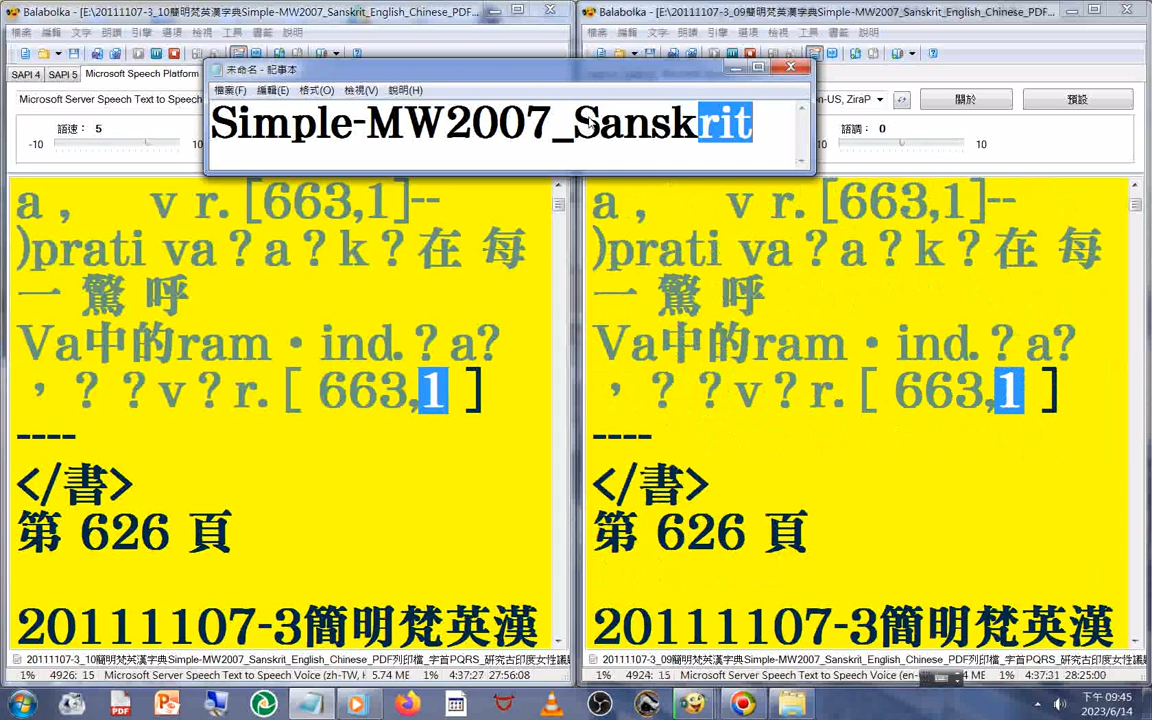 Balabolka - [E:\20111107-3_10簡明梵英漢字典Simple-MW2007_Sanskrit_English_Chinese_PDF...
Balabolka - [E:\20111107-3_09簡明梵英漢字典Simple-MW2007_Sanskrit_English_Chinese_PDF...
檔案 編輯 文字 朗讀 引擎 選項 檢視 工具 書籤 說明
檔案 編輯 文字 朗讀 引擎 選項 檢視 工具 書籤 說明
SAPI 4 SAPI 5 Microsoft Speech Platform
未命名 - 記事本
檔案(F) 編輯(E) 格式(O) 檢視(V) 說明(H)
Simple-MW2007_Sanskrit
Microsoft Server Speech Text to Speech
n-US, ZiraP 關於 預設
語速： 5
語調： 0
-10 10
10
a , v r. [663,1]--
)prati va？a？k？在 每
一 驚 呼
Va中的ram・ind.？a?
，？？v？r. [ 663,1 ]
----
</書>
第 626 頁
20111107-3簡明梵英漢
a , v r. [663,1]--
)prati va？a？k？在 每
一 驚 呼
Va中的ram・ind.？a?
，？？v？r. [ 663,1 ]
----
</書>
第 626 頁
20111107-3簡明梵英漢
20111107-3_10簡明梵英漢字典Simple-MW2007_Sanskrit_English_Chinese_PDF列印檔_字首PQRS_研究古印度女性議
20111107-3_09簡明梵英漢字典Simple-MW2007_Sanskrit_English_Chinese_PDF列印檔_字首PQRS_研究古印度女性議
1% 4926: 15 Microsoft Server Speech Text to Speech Voice (zh-TW, H 5.74 ME 4:37:27 27:56:08
1% 4924: 15 Microsoft Server Speech Text to Speech Voice (en- ME 4:37:31 28:25:00
下午 09:45
2023/6/14